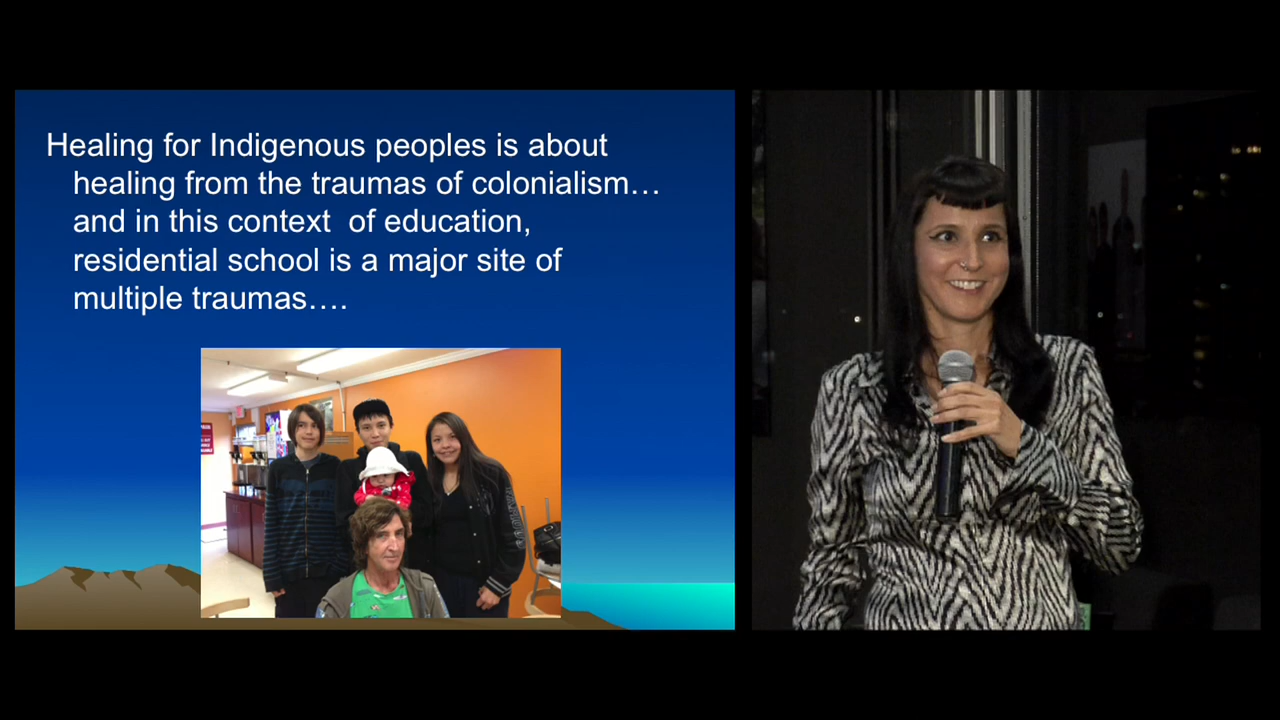 Healing for Indigenous peoples is about
healing from the traumas of colonialism…
and in this context  of education,
residential school is a major site of
multiple traumas….